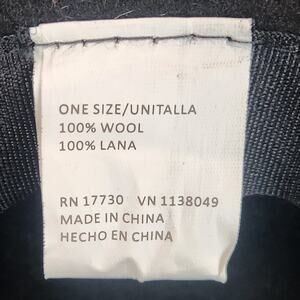 ONE SIZE/UNITALLA
100% WOOL
100% LANA
RN 17730 VN 1138049
MADE IN CHINA
HECHO EN CHINA